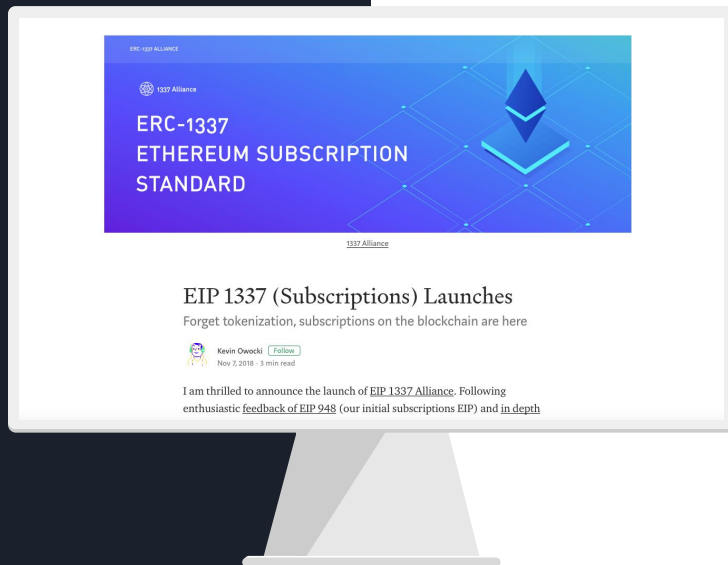 ERC-1337 ALLIANCE
1337 Alliance
ERC-1337
ETHEREUM SUBSCRIPTION
STANDARD
1337 Alliance
EIP 1337 (Subscriptions) Launches
Forget tokenization, subscriptions on the blockchain are here
Kevin Owocki Follow
Nov 7, 2018 · 3 min read
I am thrilled to announce the launch of EIP 1337 Alliance. Following
enthusiastic feedback of EIP 948 (our initial subscriptions EIP) and in depth